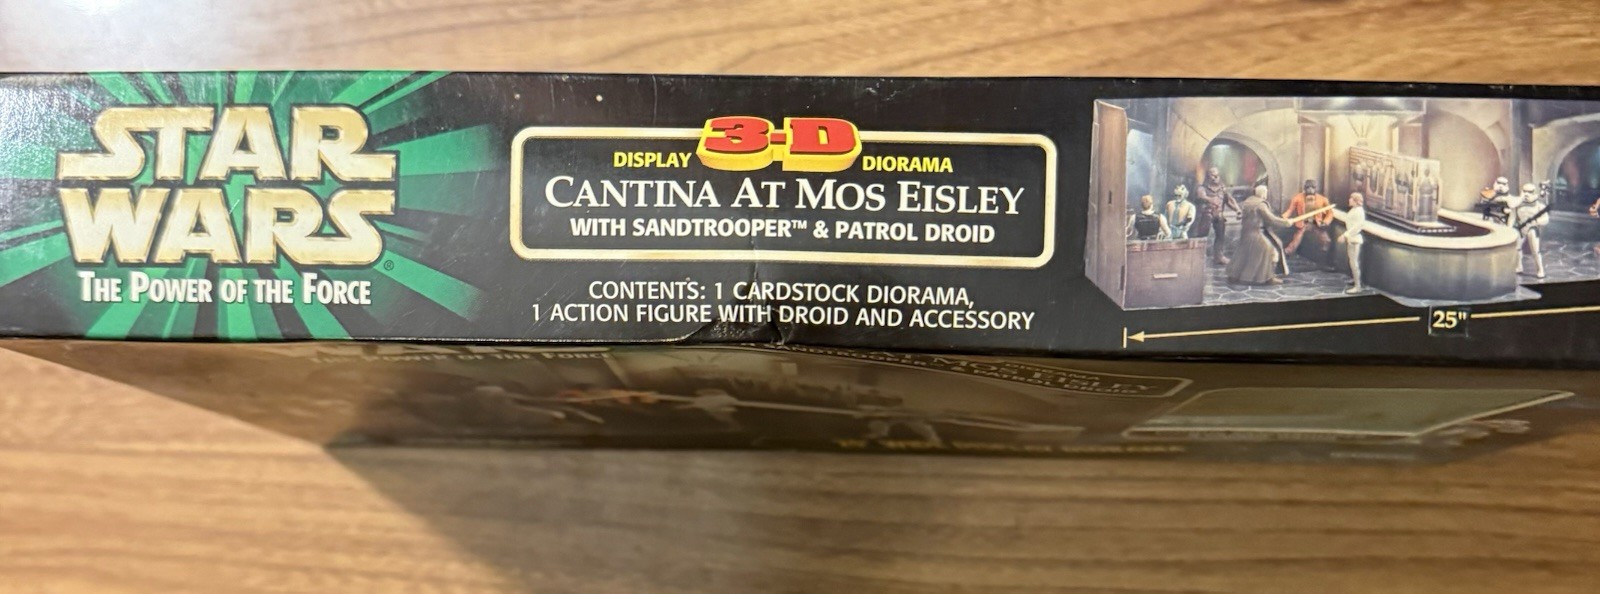 STAR
WARS®
THE POWER OF THE FORCE
3-D
DISPLAY DIORAMA
CANTINA AT MOS EISLEY
WITH SANDTROOPER™ & PATROL DROID
CONTENTS: 1 CARDSTOCK DIORAMA,
1 ACTION FIGURE WITH DROID AND ACCESSORY
25"